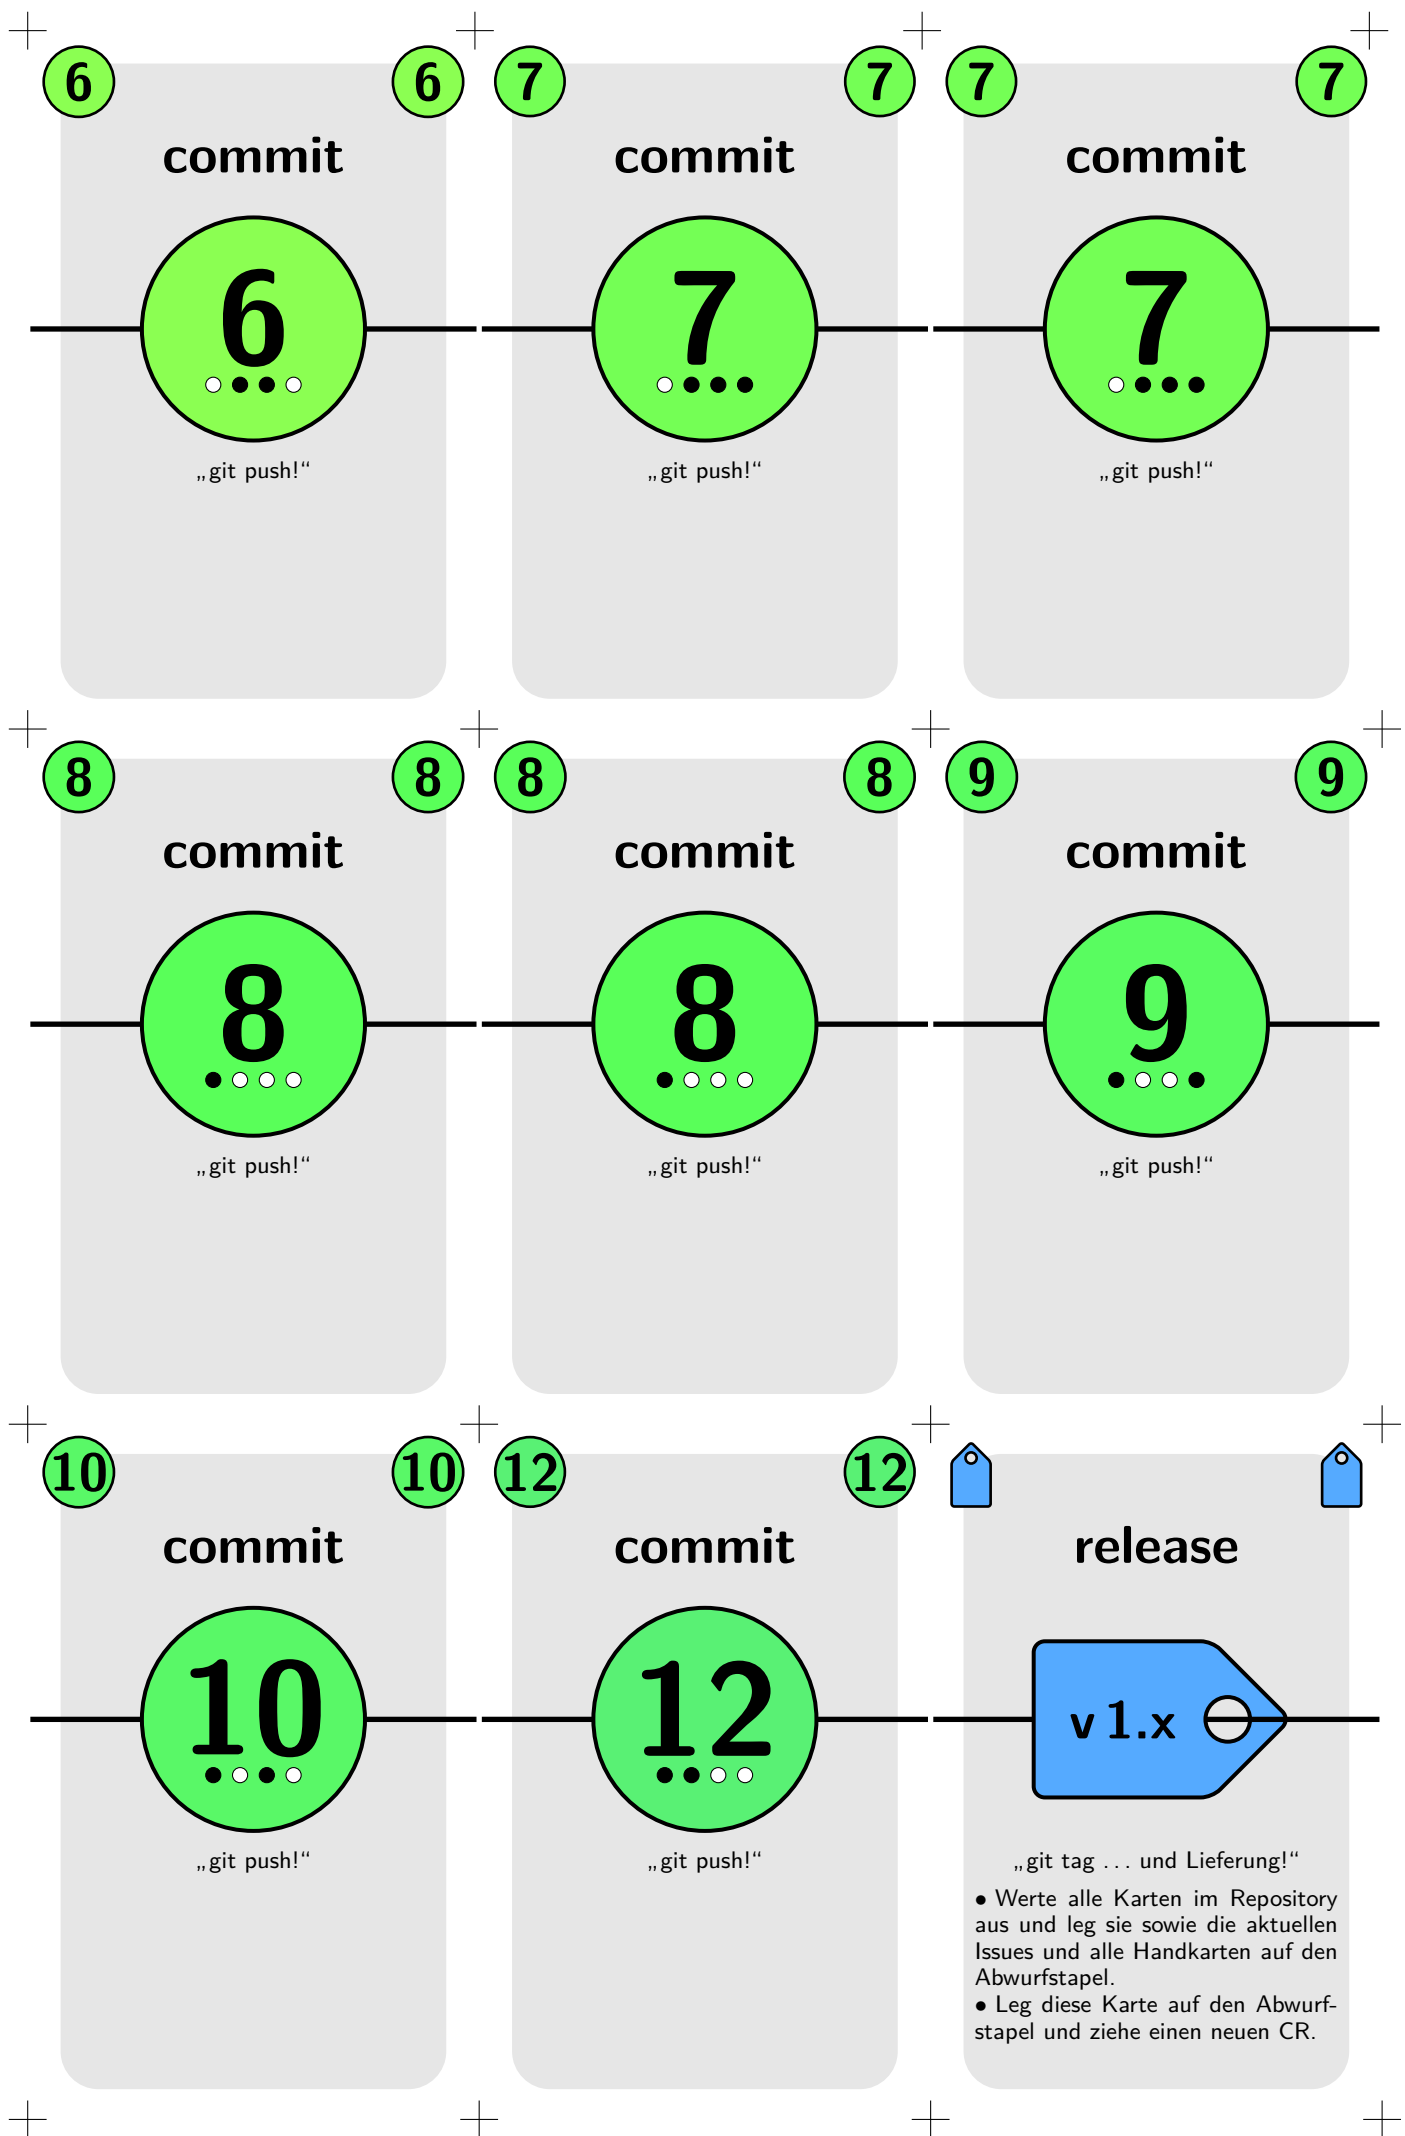 6 6 7 7 7 7
commit commit commit
6 7 7
„git push!“ „git push!“ „git push!“
8 8 8 8 9 9
commit commit commit
8 8 9
„git push!“ „git push!“ „git push!“
10 10 12 12
commit commit release
10 12 v 1.x
„git push!“ „git push!“ „git tag ... und Lieferung!“
• Werte alle Karten im Repository
aus und leg sie sowie die aktuellen
Issues und alle Handkarten auf den
Abwurfstapel.
• Leg diese Karte auf den Abwurf-
stapel und ziehe einen neuen CR.